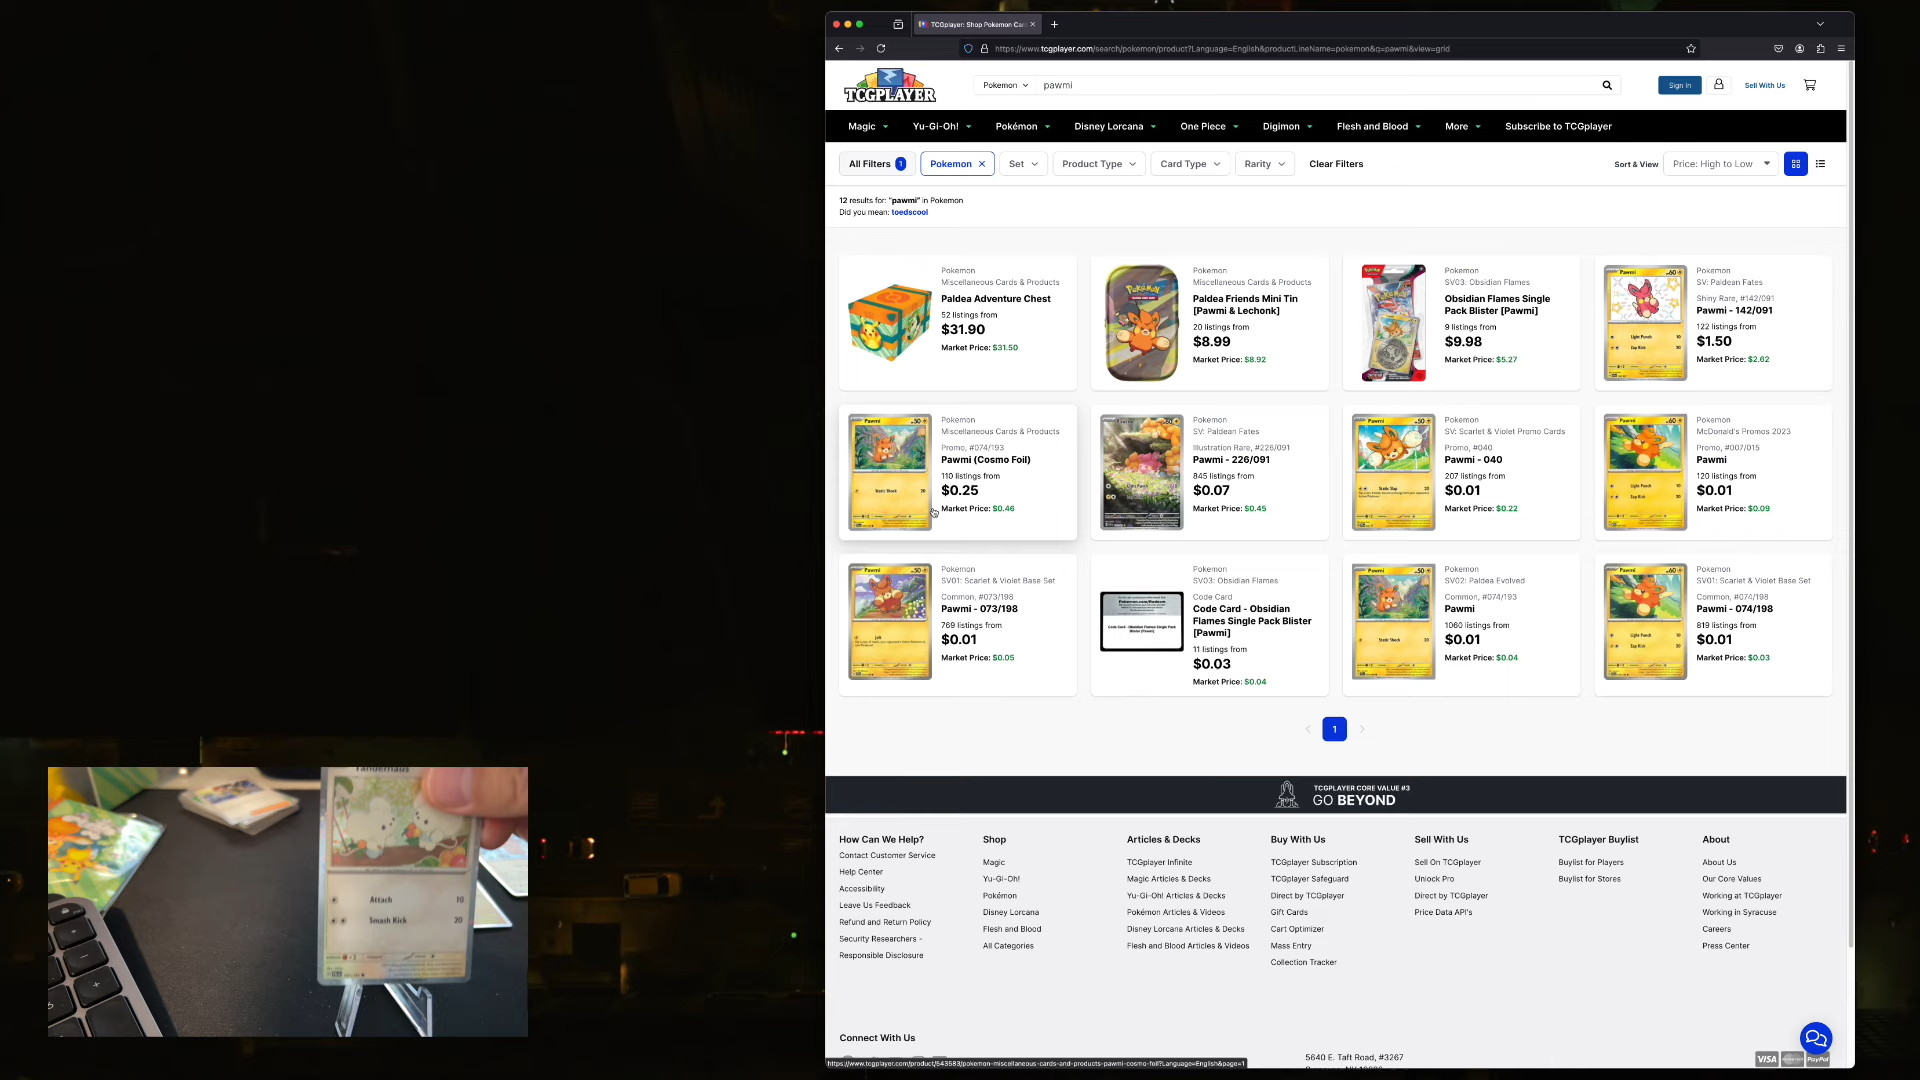 TCGplayer: Shop Pokemon Car
https://www.tcgplayer.com/search/pokemon/product?Language=English&productLineName=pokemon&q=pawmi&view=grid
TCGPLAYER
Pokemon
pawmi
Sign In
Sell With Us
Magic
Yu-Gi-Oh!
Pokémon
Disney Lorcana
One Piece
Digimon
Flesh and Blood
More
Subscribe to TCGplayer
All Filters 1
Pokemon
Set
Product Type
Card Type
Rarity
Clear Filters
Sort & View
Price: High to Low
12 results for: "pawmi" in Pokemon
Did you mean: toedscool
Pokemon
Miscellaneous Cards & Products
Paldea Adventure Chest
52 listings from
$31.90
Market Price: $31.50
Pokemon
Miscellaneous Cards & Products
Paldea Friends Mini Tin
[Pawmi & Lechonk]
20 listings from
$8.99
Market Price: $8.92
Pokemon
SV03: Obsidian Flames
Obsidian Flames Single
Pack Blister [Pawmi]
9 listings from
$9.98
Market Price: $5.27
Pokemon
SV: Paldean Fates
Shiny Rare, #142/091
Pawmi - 142/091
122 listings from
$1.50
Market Price: $2.62
Pokemon
Miscellaneous Cards & Products
Promo, #074/193
Pawmi (Cosmo Foil)
110 listings from
$0.25
Market Price: $0.46
Pokemon
SV: Paldean Fates
Illustration Rare, #226/091
Pawmi - 226/091
845 listings from
$0.07
Market Price: $0.45
Pokemon
SV: Scarlet & Violet Promo Cards
Promo, #040
Pawmi - 040
207 listings from
$0.01
Market Price: $0.22
Pokemon
McDonald's Promos 2023
Promo, #007/015
Pawmi
120 listings from
$0.01
Market Price: $0.09
Pokemon
SV01: Scarlet & Violet Base Set
Common, #073/198
Pawmi - 073/198
769 listings from
$0.01
Market Price: $0.05
Pokemon
SV03: Obsidian Flames
Code Card
Code Card - Obsidian
Flames Single Pack Blister
[Pawmi]
11 listings from
$0.03
Market Price: $0.04
Pokemon
SV02: Paldea Evolved
Common, #074/193
Pawmi
1060 listings from
$0.01
Market Price: $0.04
Pokemon
SV01: Scarlet & Violet Base Set
Common, #074/198
Pawmi - 074/198
819 listings from
$0.01
Market Price: $0.03
1
TCGPLAYER CORE VALUE #3
GO BEYOND
How Can We Help?
Contact Customer Service
Help Center
Accessibility
Leave Us Feedback
Refund and Return Policy
Security Researchers -
Responsible Disclosure
Shop
Magic
Yu-Gi-Oh!
Pokémon
Disney Lorcana
Flesh and Blood
All Categories
Articles & Decks
TCGplayer Infinite
Magic Articles & Decks
Yu-Gi-Oh! Articles & Decks
Pokémon Articles & Videos
Disney Lorcana Articles & Decks
Flesh and Blood Articles & Videos
Buy With Us
TCGplayer Subscription
TCGplayer Safeguard
Direct by TCGplayer
Gift Cards
Cart Optimizer
Mass Entry
Collection Tracker
Sell With Us
Sell On TCGplayer
Unlock Pro
Direct by TCGplayer
Price Data API's
TCGplayer Buylist
Buylist for Players
Buylist for Stores
About
About Us
Our Core Values
Working at TCGplayer
Working in Syracuse
Careers
Press Center
Connect With Us
5640 E. Taft Road, #3267
VISA
PayPal
https://www.tcgplayer.com/product/543583/pokemon-miscellaneous-cards-and-products-pawmi-cosmo-foil?Language=English&page=1
Attach 10
Smash Kick 20